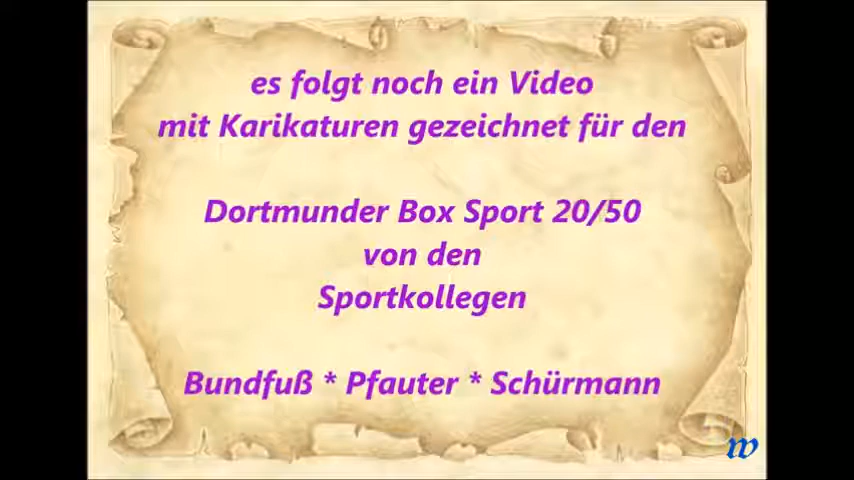 es folgt noch ein Video
mit Karikaturen gezeichnet für den
Dortmunder Box Sport 20/50
von den
Sportkollegen
Bundfuß * Pfauter * Schürmann
w